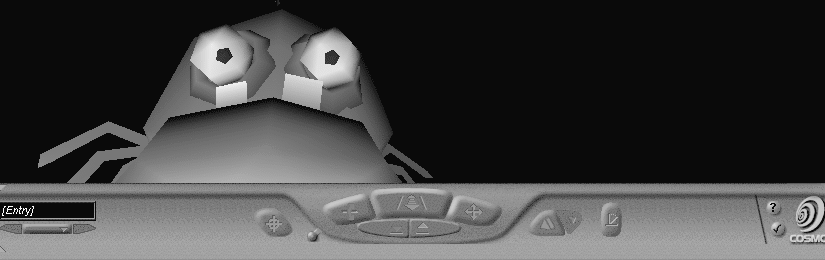 [Entry]
?
COSMO